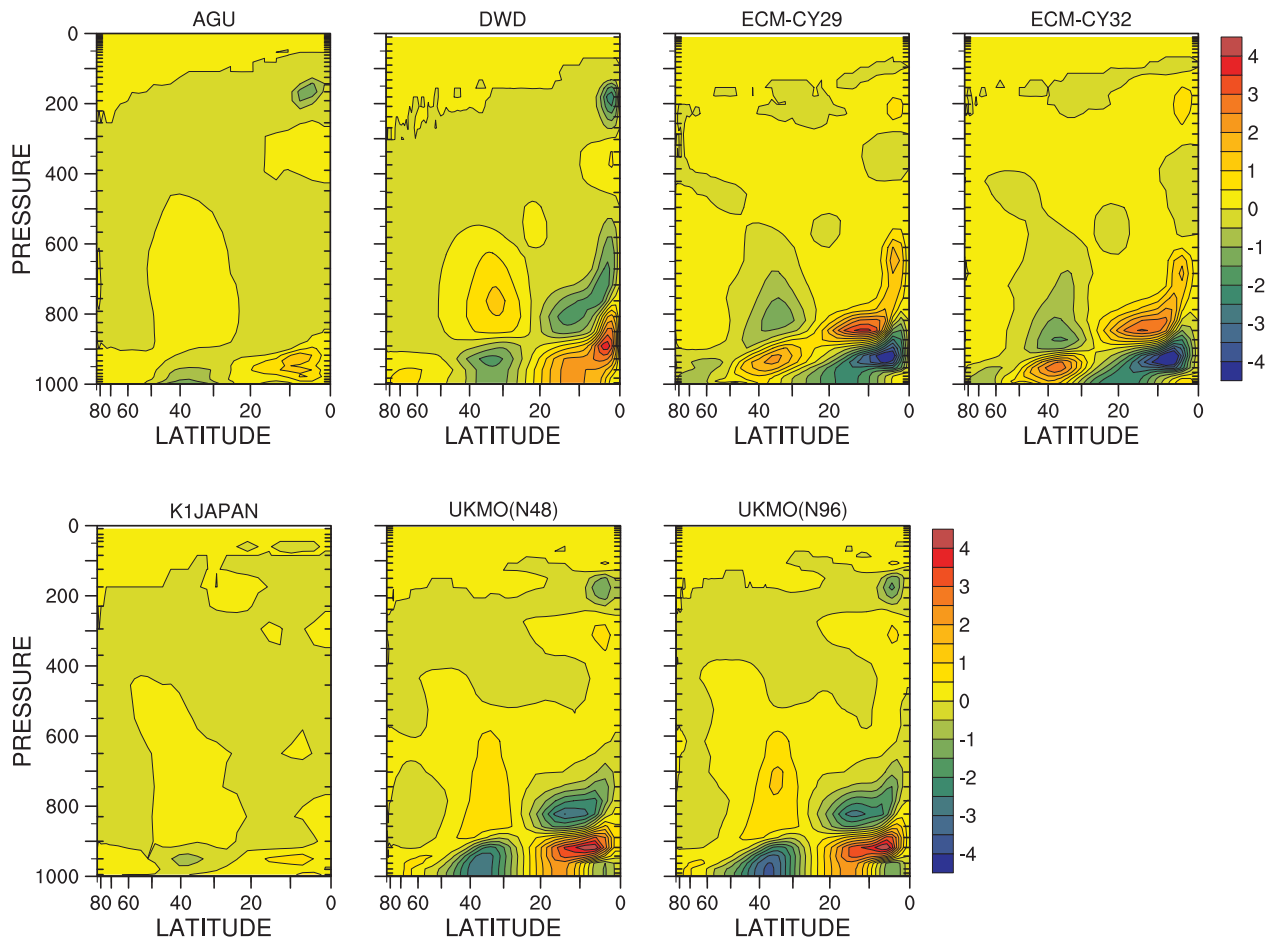 AGU DWD ECM-CY29 ECM-CY32
PRESSURE
0
200
400
600
800
1000
80 60 40 20 0
LATITUDE
80 60 40 20 0
LATITUDE
80 60 40 20 0
LATITUDE
80 60 40 20 0
LATITUDE
4
3
2
1
0
-1
-2
-3
-4
K1JAPAN UKMO(N48) UKMO(N96)
PRESSURE
0
200
400
600
800
1000
80 60 40 20 0
LATITUDE
80 60 40 20 0
LATITUDE
80 60 40 20 0
LATITUDE
4
3
2
1
0
-1
-2
-3
-4